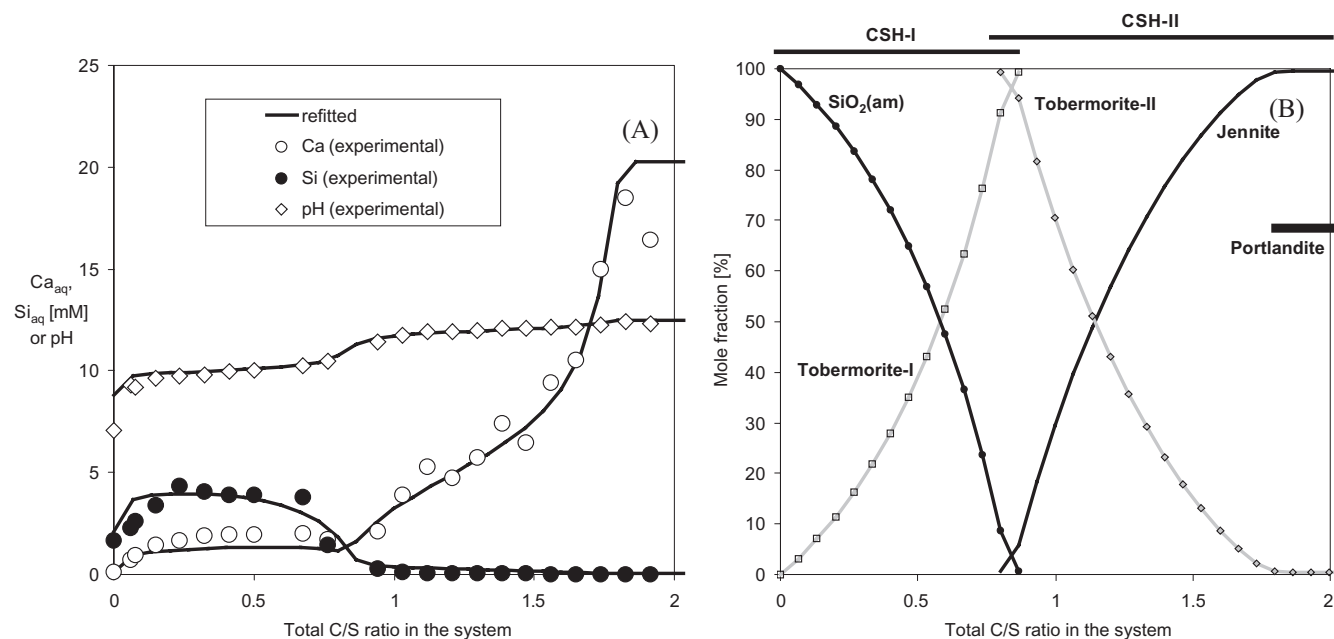 25
20
15
10
5
0
Ca_aq,
Si_aq [mM]
or pH
refitted
Ca (experimental)
Si (experimental)
pH (experimental)
(A)
0
0.5
1
1.5
2
Total C/S ratio in the system
CSH-I
CSH-II
100
90
80
70
60
50
40
30
20
10
0
Mole fraction [%]
SiO₂(am)
Tobermorite-II
(B)
Jennite
Portlandite
Tobermorite-I
0
0.5
1
1.5
2
Total C/S ratio in the system